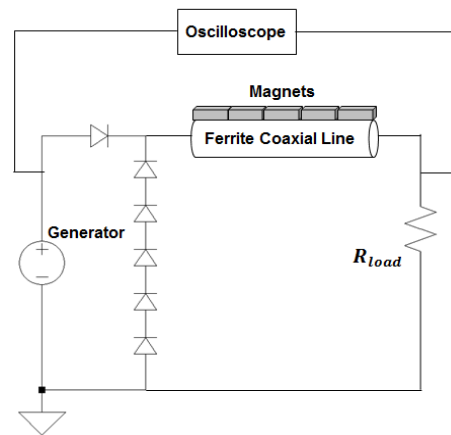 Oscilloscope
Magnets
Ferrite Coaxial Line
Generator
+
−
R_load